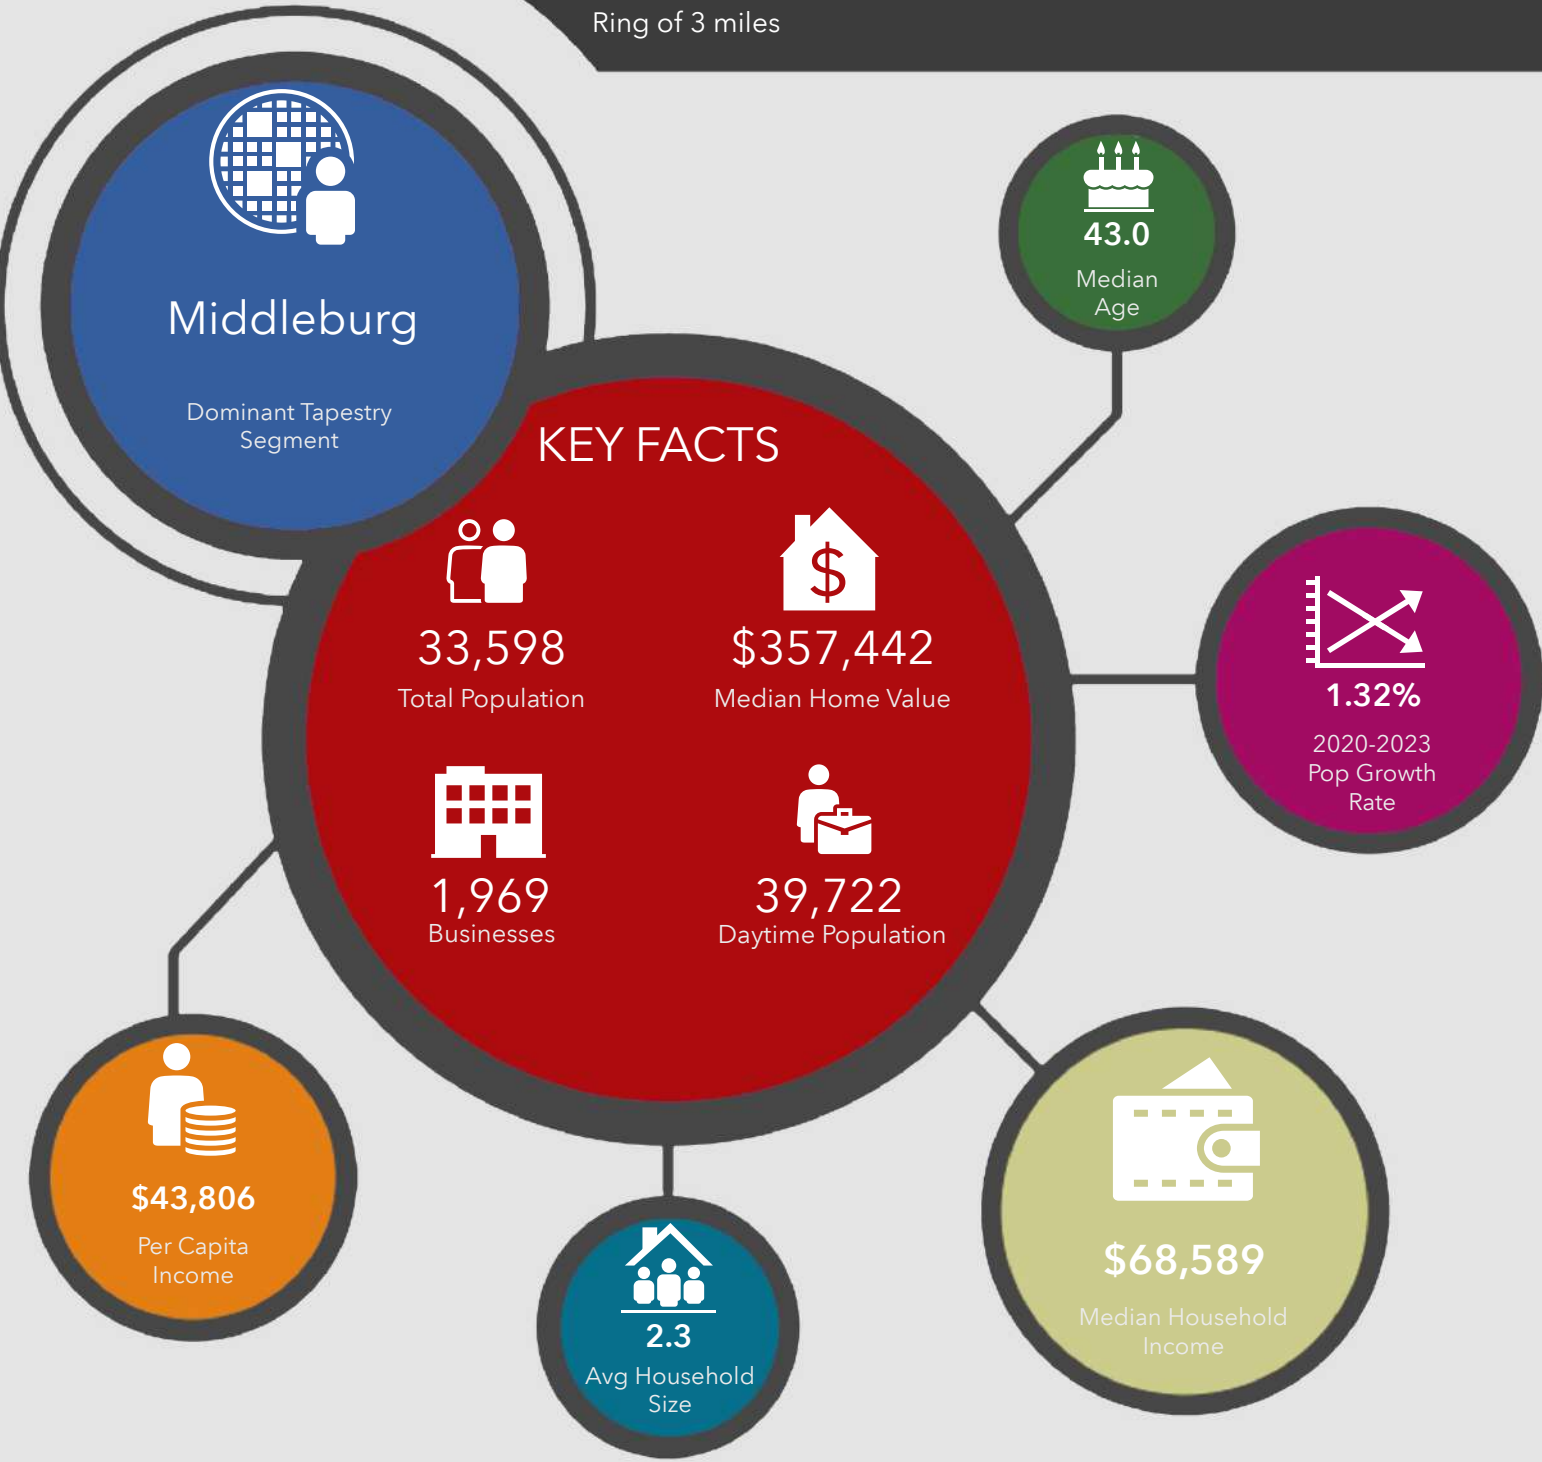 Ring of 3 miles
Middleburg
Dominant Tapestry
Segment
KEY FACTS
33,598
Total Population
$357,442
Median Home Value
1,969
Businesses
39,722
Daytime Population
43.0
Median
Age
1.32%
2020-2023
Pop Growth
Rate
$43,806
Per Capita
Income
2.3
Avg Household
Size
$68,589
Median Household
Income